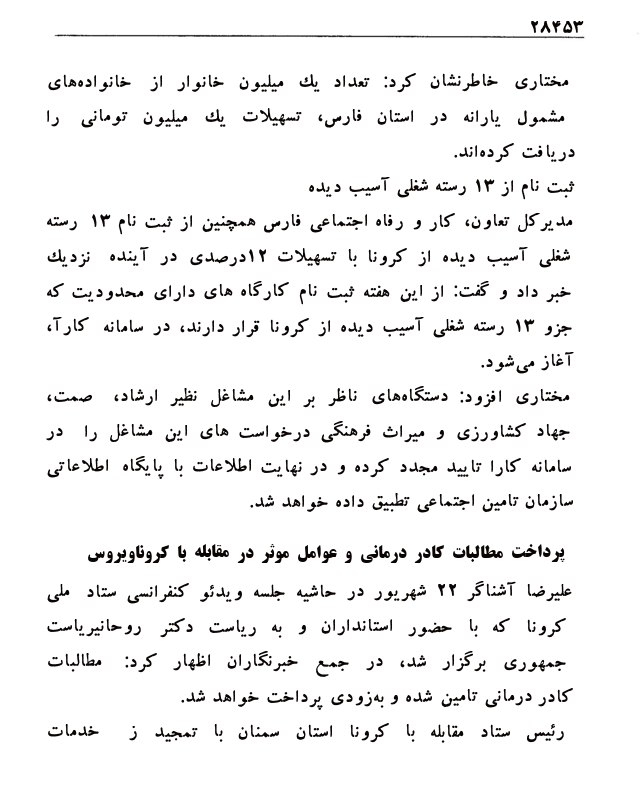 ۲۸۴۵۳
مختاری خاطرنشان کرد: تعداد یك میلیون خانوار از خانواده‌های
مشمول یارانه در استان فارس، تسهیلات یك میلیون تومانی را
دریافت کرده‌اند.
ثبت نام از ۱۳ رسته شغلی آسیب دیده
مدیرکل تعاون، کار و رفاه اجتماعی فارس همچنین از ثبت نام ۱۳ رسته
شغلی آسیب دیده از کرونا با تسهیلات ۱۲درصدی در آینده نزدیك
خبر داد و گفت: از این هفته ثبت نام کارگاه های دارای محدودیت که
جزو ۱۳ رسته شغلی آسیب دیده از کرونا قرار دارند، در سامانه کارآ،
آغاز می‌شود.
مختاری افزود: دستگاه‌های ناظر بر این مشاغل نظیر ارشاد، صمت،
جهاد کشاورزی و میراث فرهنگی درخواست های این مشاغل را در
سامانه کارا تایید مجدد کرده و در نهایت اطلاعات با پایگاه اطلاعاتی
سازمان تامین اجتماعی تطبیق داده خواهد شد.
پرداخت مطالبات کادر درمانی و عوامل موثر در مقابله با کروناویروس
علیرضا آشناگر ۲۲ شهریور در حاشیه جلسه ویدئو کنفرانسی ستاد ملی
کرونا که با حضور استانداران و به ریاست دکتر روحانیریاست
جمهوری برگزار شد، در جمع خبرنگاران اظهار کرد: مطالبات
کادر درمانی تامین شده و به‌زودی پرداخت خواهد شد.
رئیس ستاد مقابله با کرونا استان سمنان با تمجید ز خدمات